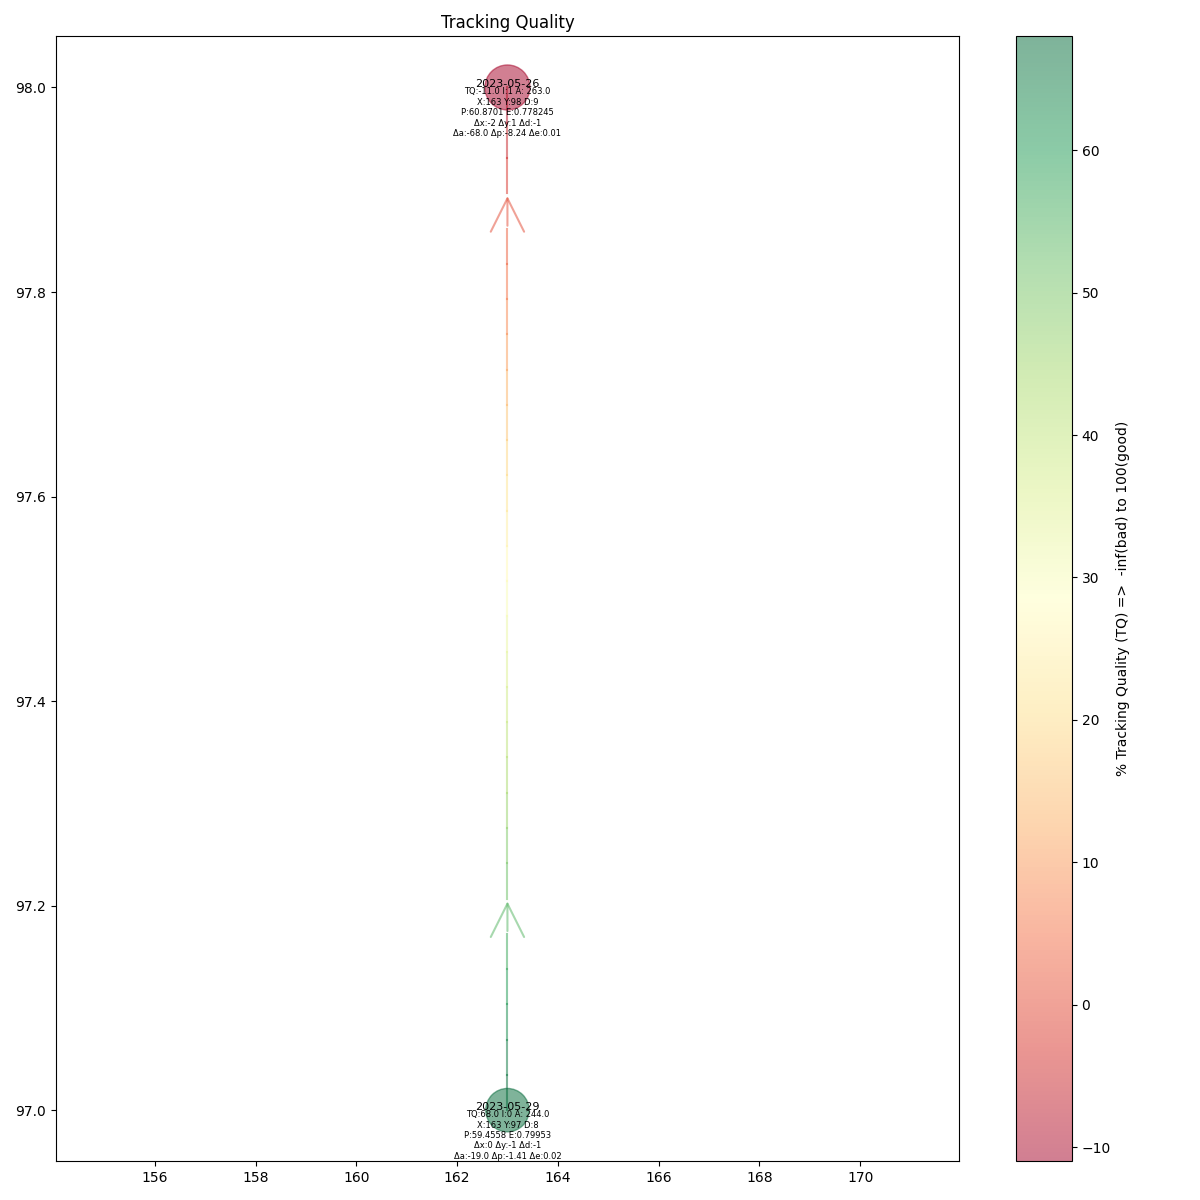 Tracking Quality
98.0
97.8
97.6
97.4
97.2
97.0
2023-05-26
TQ:-11.0 I:1 A: 263.0
X:163 Y:98 D:9
P:60.8701 E:0.778245
Δx:-2 Δy:1 Δd:-1
Δa:-68.0 Δp:-8.24 Δe:0.01
2023-05-29
TQ:68.0 I:0 A: 244.0
X:163 Y:97 D:8
P:59.4558 E:0.79953
Δx:0 Δy:-1 Δd:-1
Δa:-19.0 Δp:-1.41 Δe:0.02
156 158 160 162 164 166 168 170
60
50
40
30
20
10
0
−10
% Tracking Quality (TQ) => -inf(bad) to 100(good)